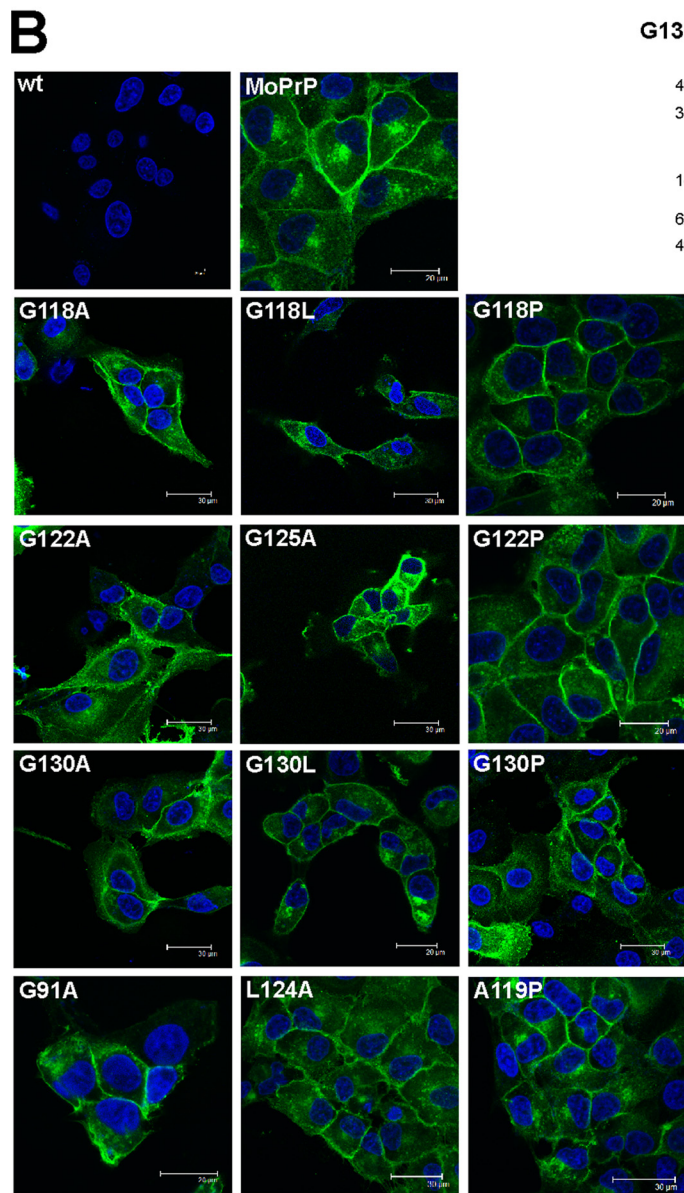 B
G13
4
3
1
6
4
wt
MoPrP
20 µm
G118A
G118L
G118P
30 µm
30 µm
20 µm
G122A
G125A
G122P
30 µm
30 µm
20 µm
G130A
G130L
G130P
30 µm
20 µm
30 µm
G91A
L124A
A119P
20 µm
30 µm
30 µm